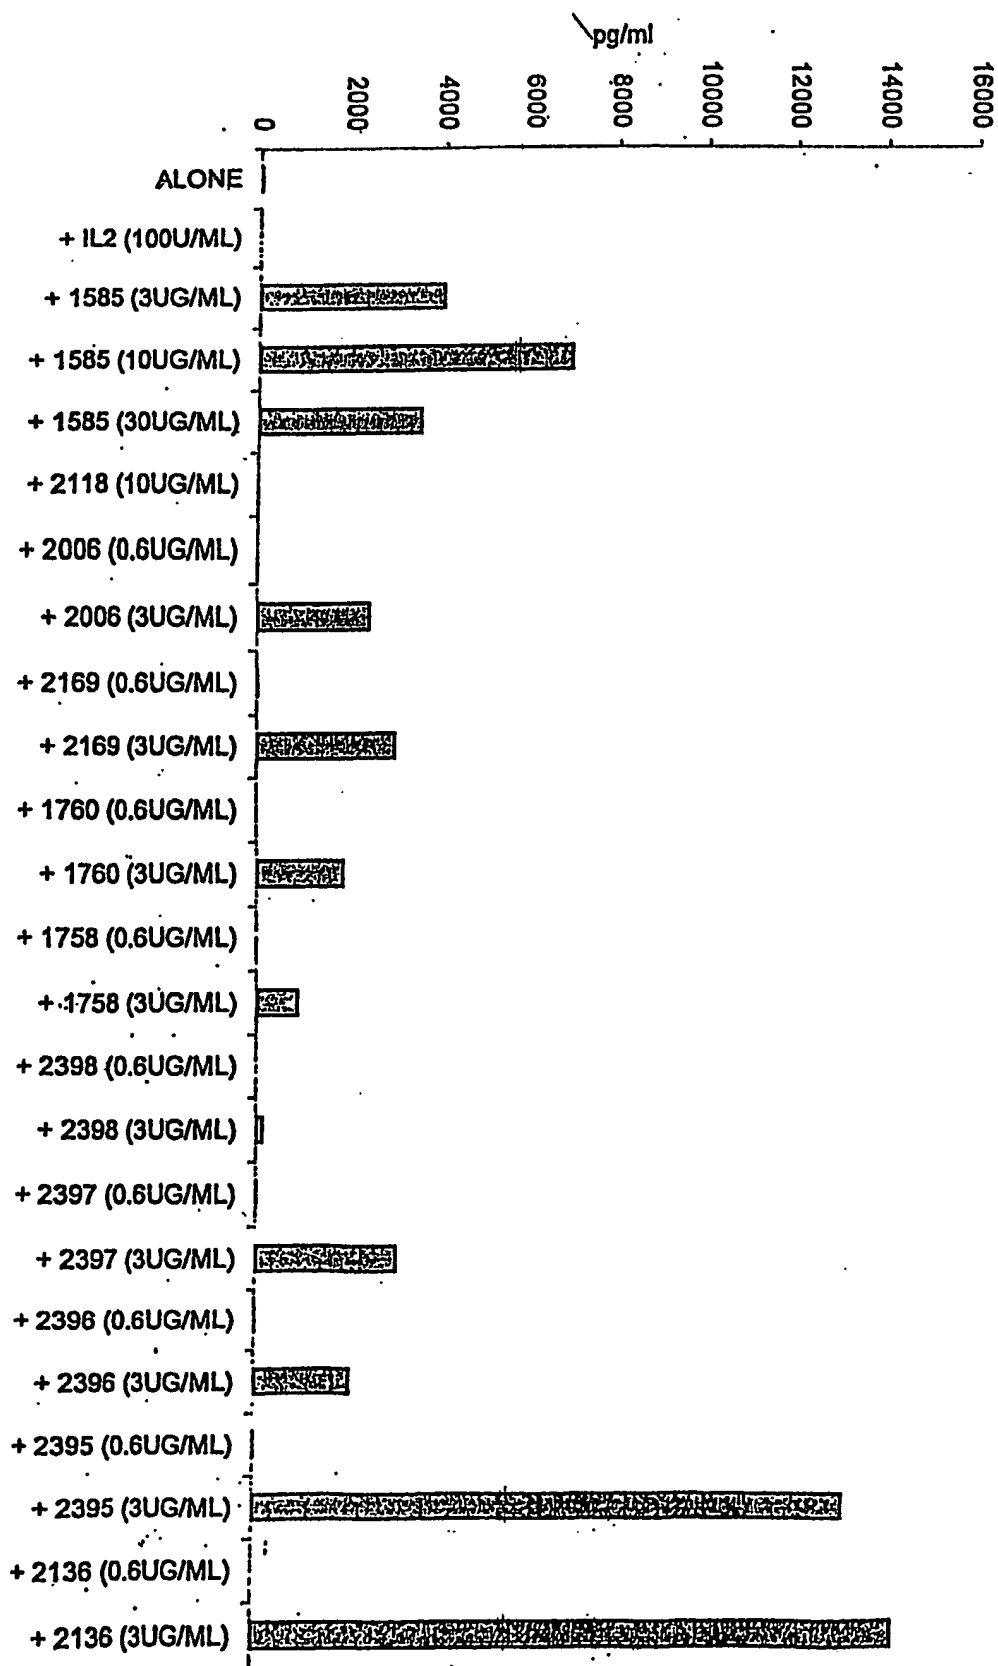 pg/ml
0
2000
4000
6000
8000
10000
12000
14000
16000
ALONE
+ IL2 (100U/ML)
+ 1585 (3UG/ML)
+ 1585 (10UG/ML)
+ 1585 (30UG/ML)
+ 2118 (10UG/ML)
+ 2006 (0.6UG/ML)
+ 2006 (3UG/ML)
+ 2169 (0.6UG/ML)
+ 2169 (3UG/ML)
+ 1760 (0.6UG/ML)
+ 1760 (3UG/ML)
+ 1758 (0.6UG/ML)
+ 1758 (3UG/ML)
+ 2398 (0.6UG/ML)
+ 2398 (3UG/ML)
+ 2397 (0.6UG/ML)
+ 2397 (3UG/ML)
+ 2396 (0.6UG/ML)
+ 2396 (3UG/ML)
+ 2395 (0.6UG/ML)
+ 2395 (3UG/ML)
+ 2136 (0.6UG/ML)
+ 2136 (3UG/ML)